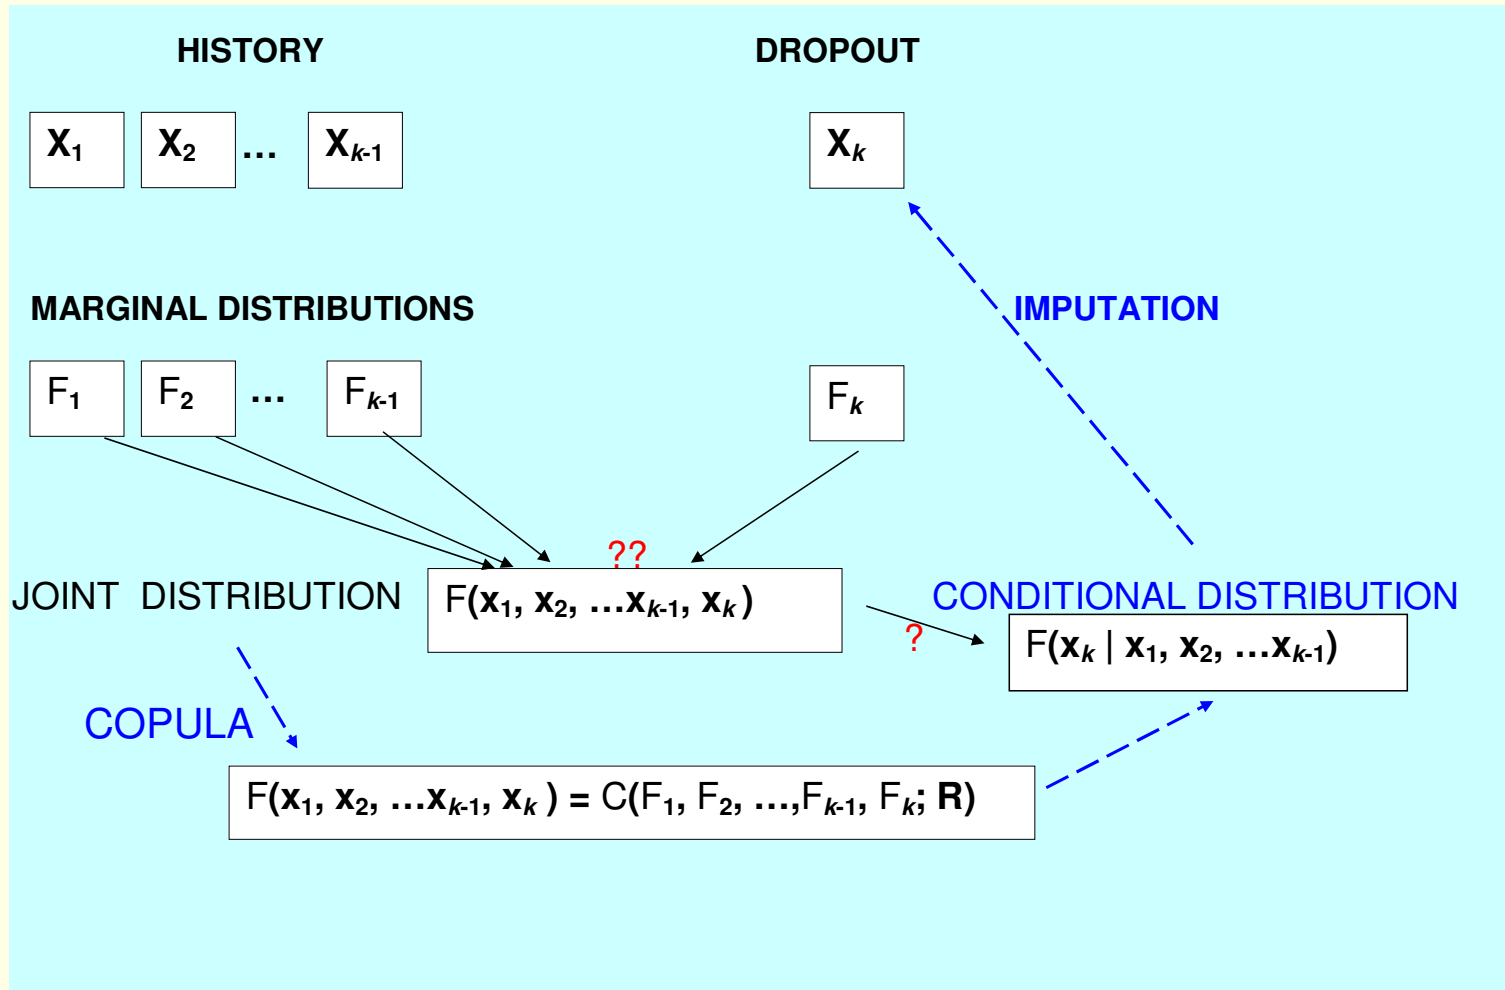 HISTORY DROPOUT
X₁ X₂ ... Xₖ₋₁ Xₖ
MARGINAL DISTRIBUTIONS IMPUTATION
F₁ F₂ ... Fₖ₋₁ Fₖ
??
JOINT DISTRIBUTION F(x₁, x₂, ...xₖ₋₁, xₖ) CONDITIONAL DISTRIBUTION
?
F(xₖ | x₁, x₂, ...xₖ₋₁)
COPULA
F(x₁, x₂, ...xₖ₋₁, xₖ) = C(F₁, F₂, ...,Fₖ₋₁, Fₖ; R)